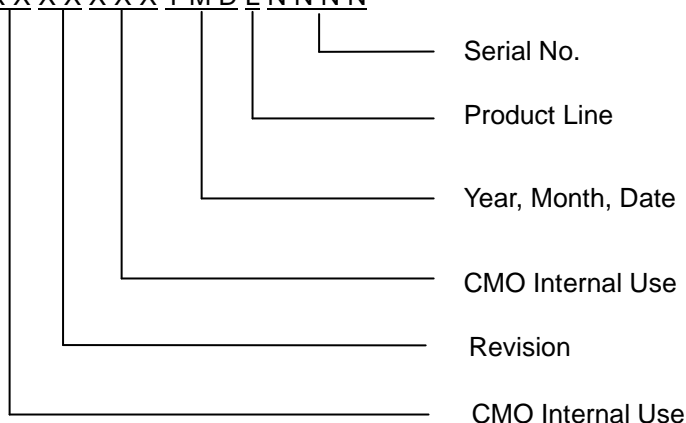 Serial No.
Product Line
Year, Month, Date
CMO Internal Use
Revision
CMO Internal Use